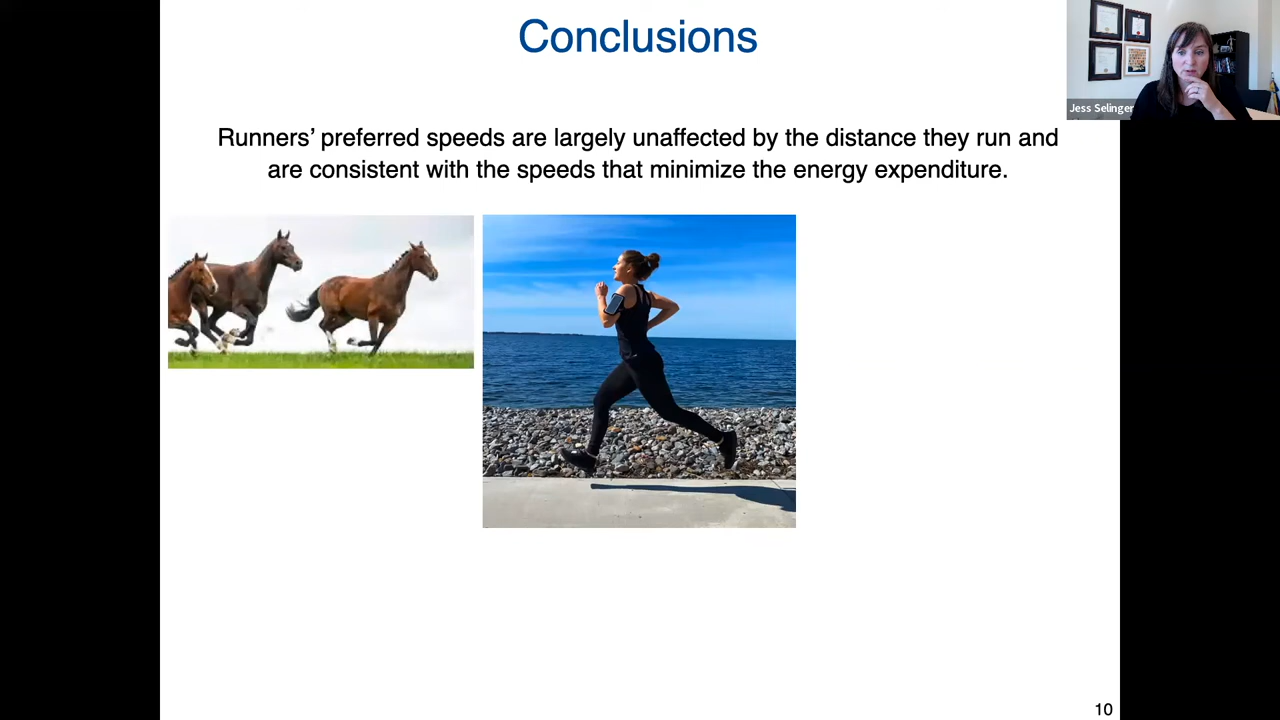 Conclusions
Jess Selinger
Runners’ preferred speeds are largely unaffected by the distance they run and
are consistent with the speeds that minimize the energy expenditure.
10